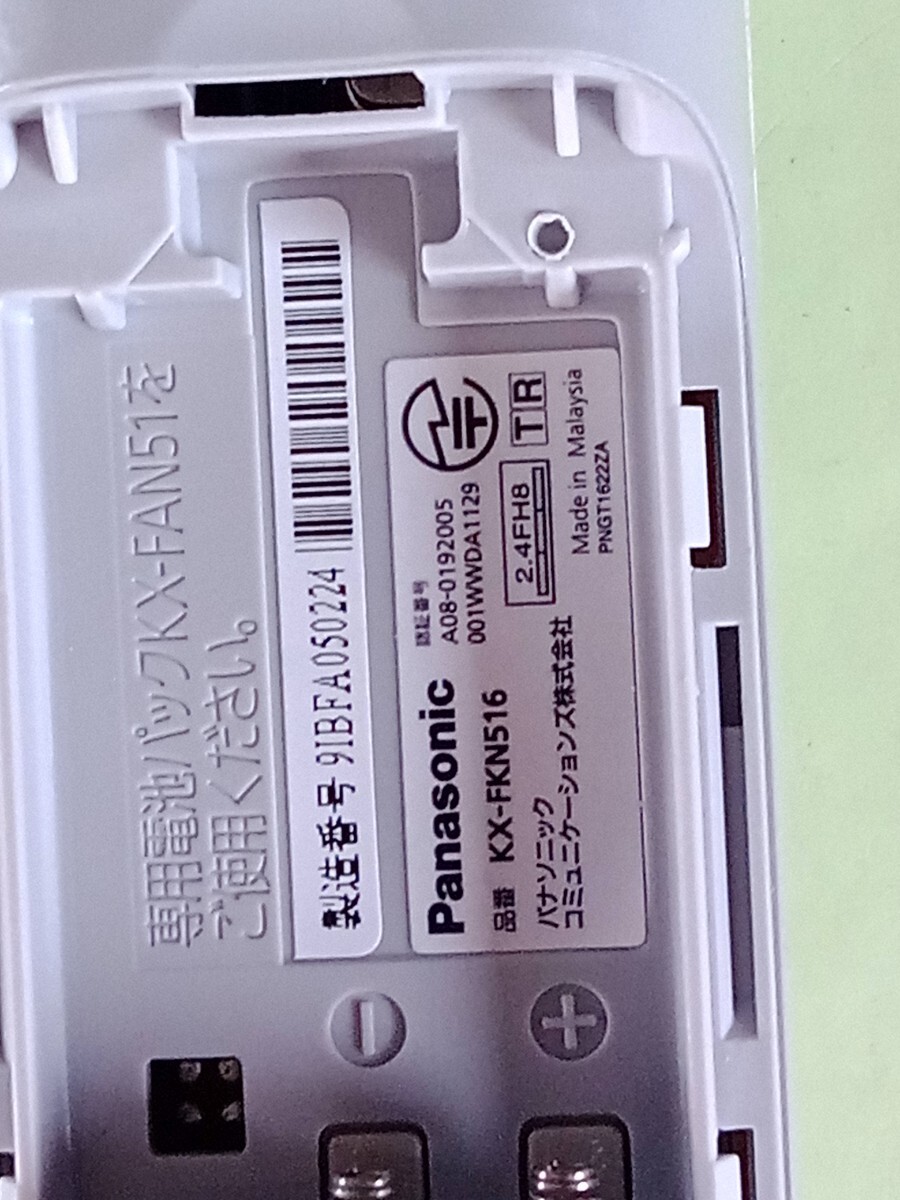 専用電池パックKX-FAN51を
ご使用ください。
製造番号 9IBFA050224
Panasonic
品番 KX-FKN516
パナソニック
コミュニケーションズ株式会社
認証番号
A08-0192005
001WWDA1129
2.4FH8
T R
Made in Malaysia
PNGT1622ZA